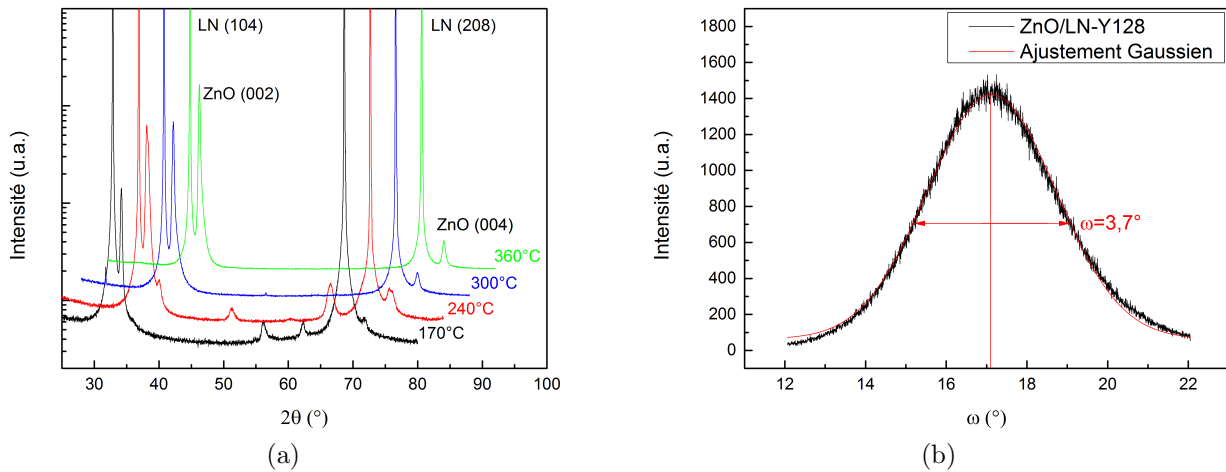 LN (104)
LN (208)
ZnO (002)
ZnO (004)
360°C
300°C
240°C
170°C
Intensité (u.a.)
30 40 50 60 70 80 90 100
2θ (°)
(a)
ZnO/LN-Y128
Ajustement Gaussien
1800
1600
1400
1200
1000
800
600
400
200
0
ω=3,7°
Intensité (u.a.)
12 14 16 18 20 22
ω (°)
(b)